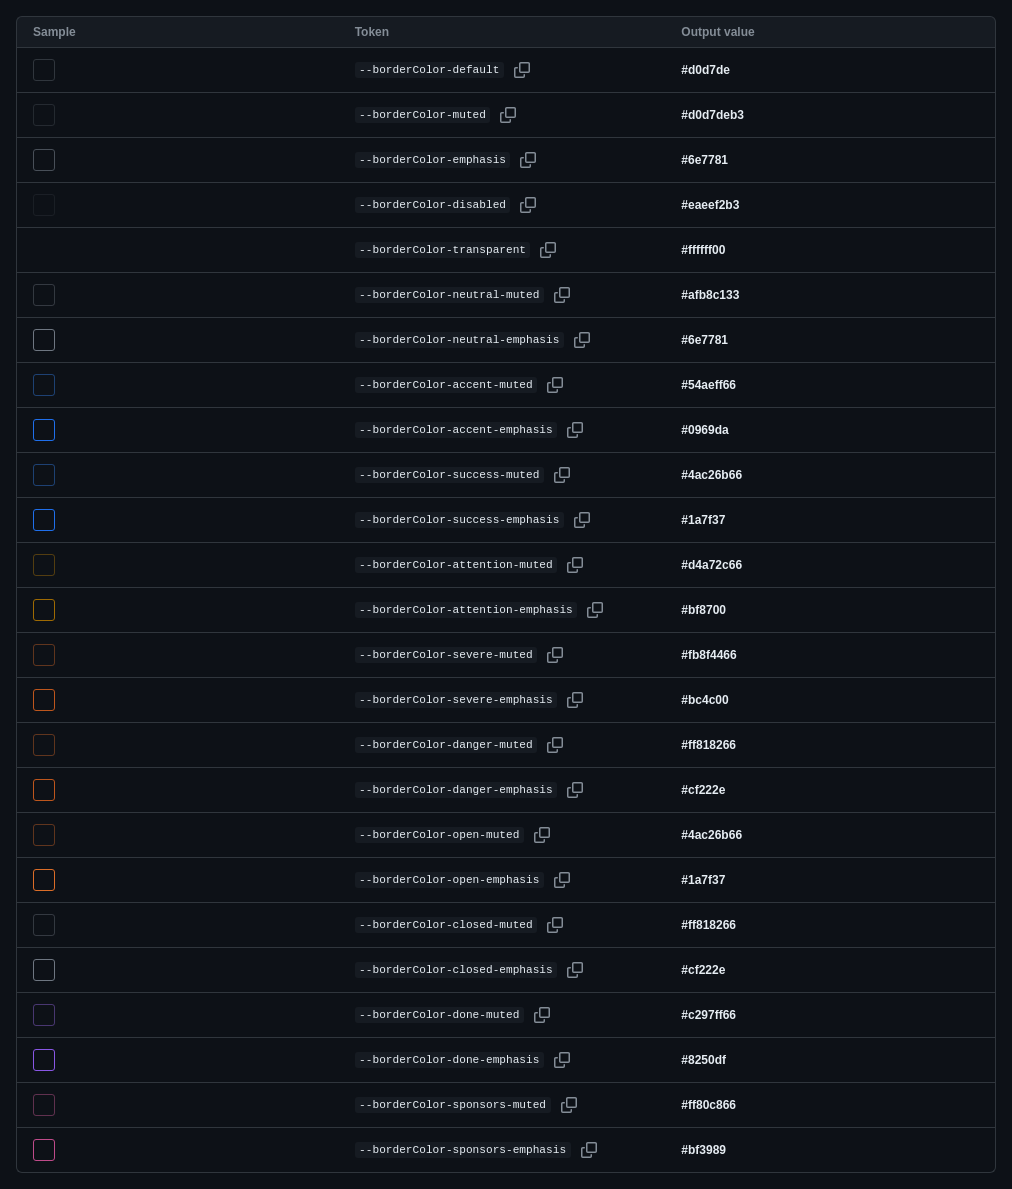 Sample Token Output value
--borderColor-default #d0d7de
--borderColor-muted #d0d7deb3
--borderColor-emphasis #6e7781
--borderColor-disabled #eaeef2b3
--borderColor-transparent #ffffff00
--borderColor-neutral-muted #afb8c133
--borderColor-neutral-emphasis #6e7781
--borderColor-accent-muted #54aeff66
--borderColor-accent-emphasis #0969da
--borderColor-success-muted #4ac26b66
--borderColor-success-emphasis #1a7f37
--borderColor-attention-muted #d4a72c66
--borderColor-attention-emphasis #bf8700
--borderColor-severe-muted #fb8f4466
--borderColor-severe-emphasis #bc4c00
--borderColor-danger-muted #ff818266
--borderColor-danger-emphasis #cf222e
--borderColor-open-muted #4ac26b66
--borderColor-open-emphasis #1a7f37
--borderColor-closed-muted #ff818266
--borderColor-closed-emphasis #cf222e
--borderColor-done-muted #c297ff66
--borderColor-done-emphasis #8250df
--borderColor-sponsors-muted #ff80c866
--borderColor-sponsors-emphasis #bf3989